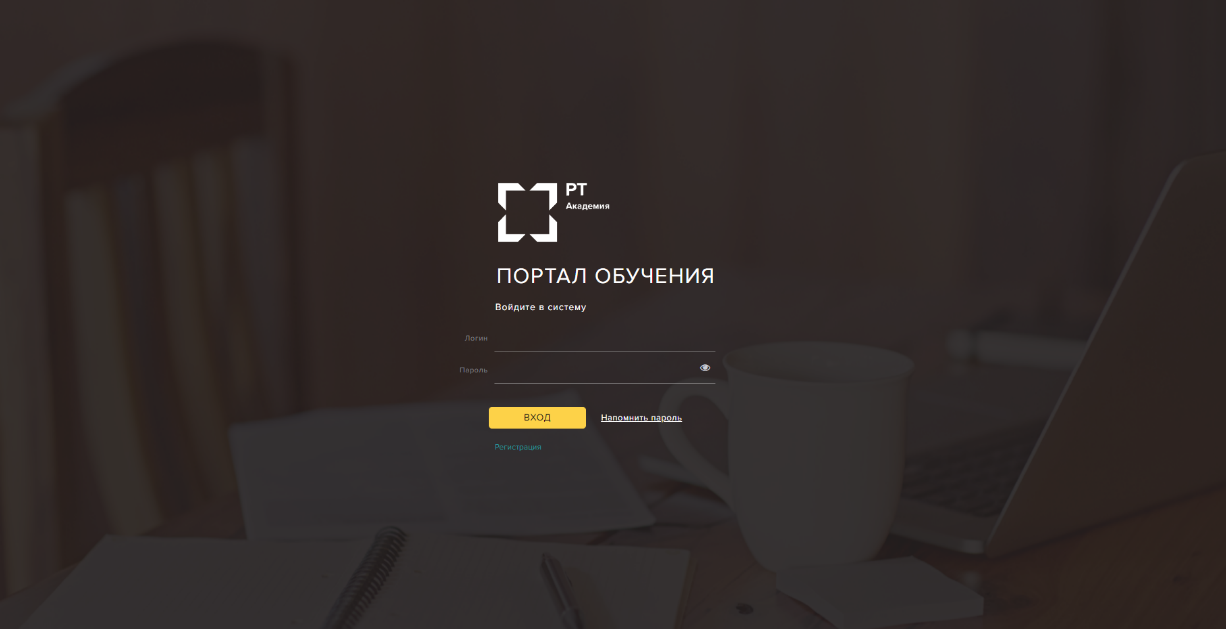 РТ
Академия
ПОРТАЛ ОБУЧЕНИЯ
Войдите в систему
Логин
Пароль
ВХОД Напомнить пароль
Регистрация